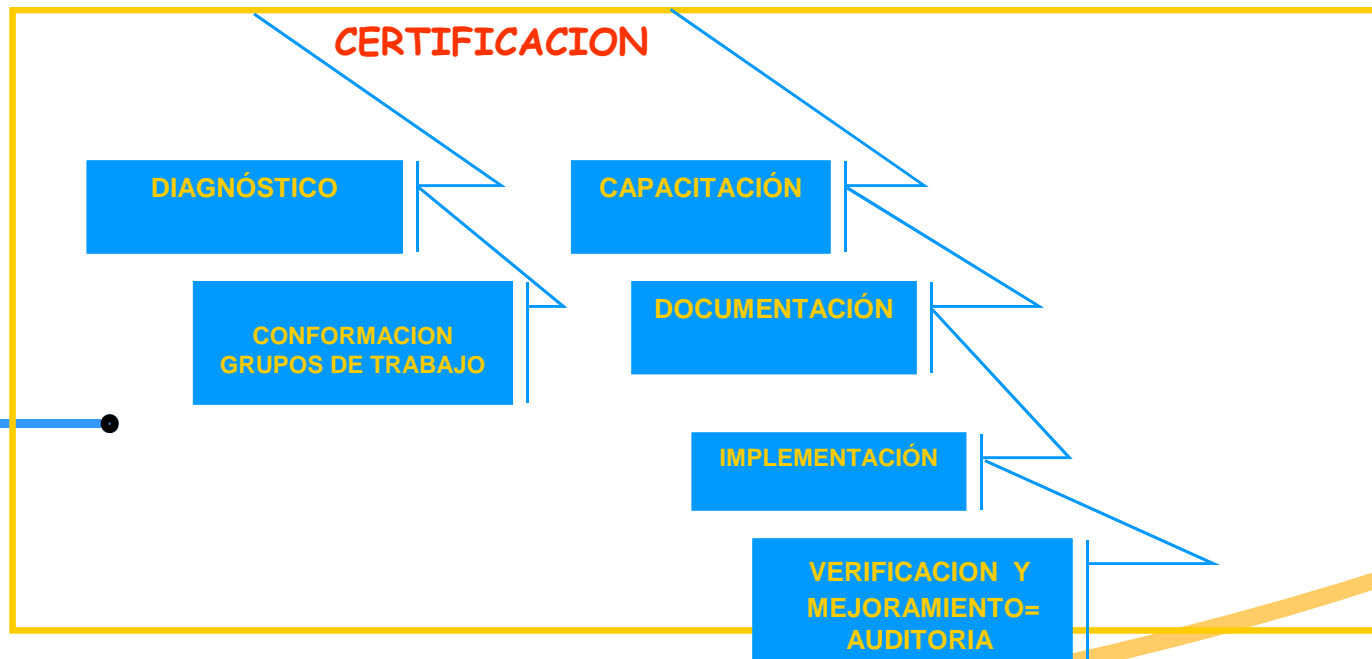 CERTIFICACION
DIAGNÓSTICO
CAPACITACIÓN
CONFORMACION
GRUPOS DE TRABAJO
DOCUMENTACIÓN
IMPLEMENTACIÓN
VERIFICACION Y
MEJORAMIENTO=
AUDITORIA